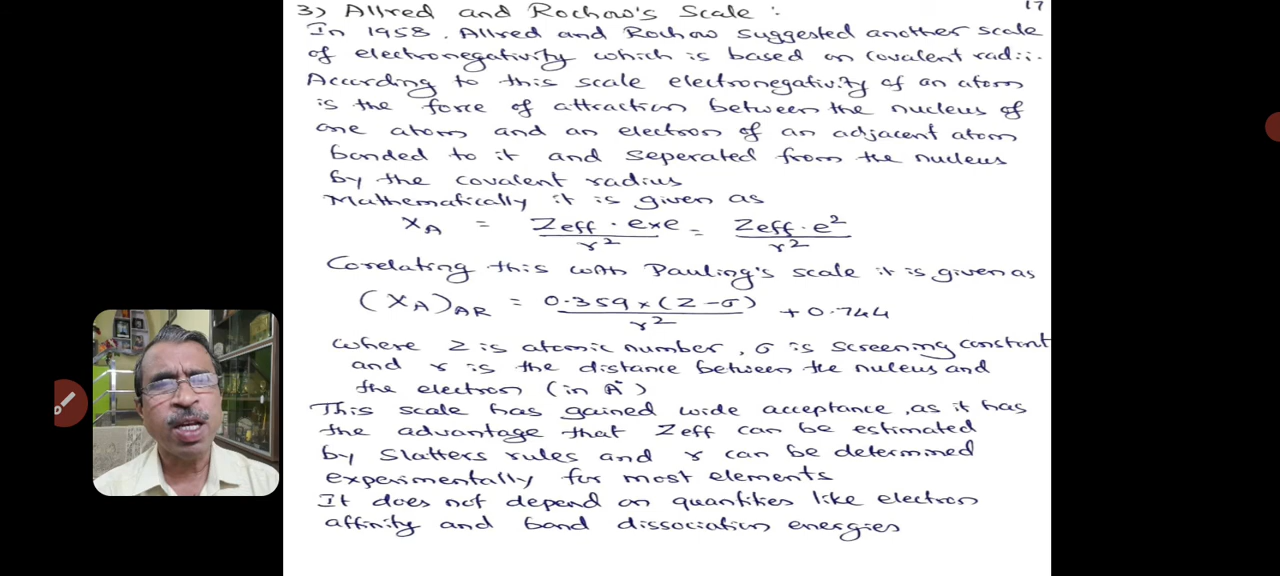 17
3) Allred and Rochow's Scale :
In 1958. Allred and Rochow suggested another scale
of electronegativity which is based on covalent radii.
According to this scale electronegativity of an atom
is the force of attraction between the nucleus of
one atom and an electron of an adjacent atom
bonded to it and seperated from the nucleus
by the covalent radius
Mathematically it is given as
XA = Zeff · e×e / r² = Zeff · e² / r²
Corelating this with Pauling's scale it is given as
(XA)AR = 0.359 × (Z − σ) / r² + 0.744
where Z is atomic number, σ is screening constant
and r is the distance between the nuleus and
the electron (in A°)
This scale has gained wide acceptance, as it has
the advantage that Zeff can be estimated
by Slatters rules and r can be determined
experimentally for most elements
It does not depend on quantities like electron
affinity and bond dissociation energies